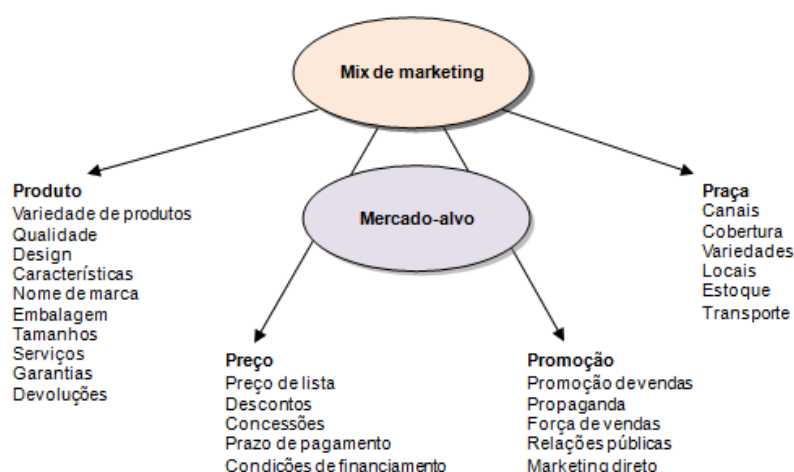 Mix de marketing
Mercado-alvo
Produto
Variedade de produtos
Qualidade
Design
Características
Nome de marca
Embalagem
Tamanhos
Serviços
Garantias
Devoluções
Preço
Preço de lista
Descontos
Concessões
Prazo de pagamento
Condições de financiamento
Promoção
Promoção de vendas
Propaganda
Força de vendas
Relações públicas
Marketing direto
Praça
Canais
Cobertura
Variedades
Locais
Estoque
Transporte